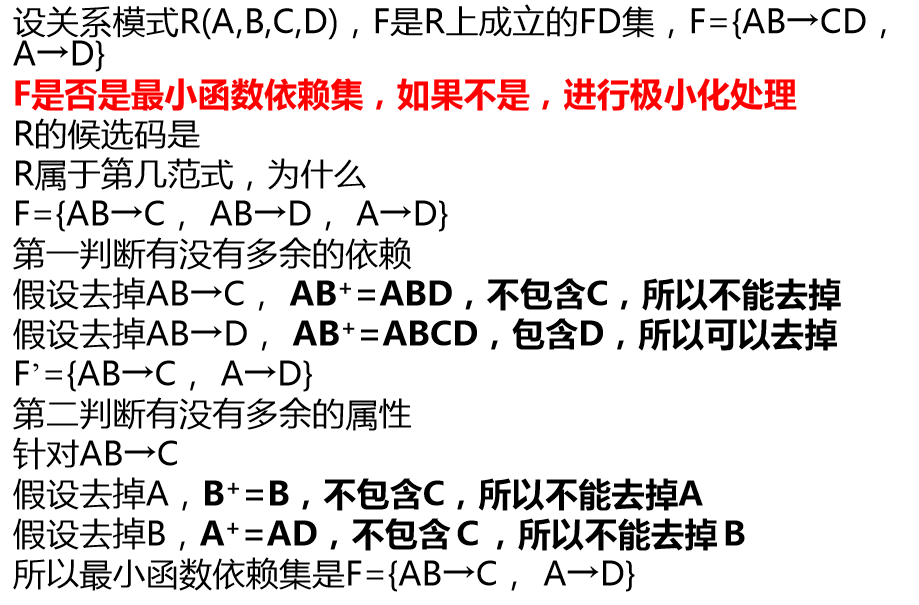 设关系模式R(A,B,C,D)，F是R上成立的FD集，F={AB→CD，
A→D}
F是否是最小函数依赖集，如果不是，进行极小化处理
R的候选码是
R属于第几范式，为什么
F={AB→C， AB→D， A→D}
第一判断有没有多余的依赖
假设去掉AB→C， AB⁺=ABD，不包含C，所以不能去掉
假设去掉AB→D， AB⁺=ABCD，包含D，所以可以去掉
F’={AB→C， A→D}
第二判断有没有多余的属性
针对AB→C
假设去掉A，B⁺=B，不包含C，所以不能去掉A
假设去掉B，A⁺=AD，不包含C，所以不能去掉B
所以最小函数依赖集是F={AB→C， A→D}